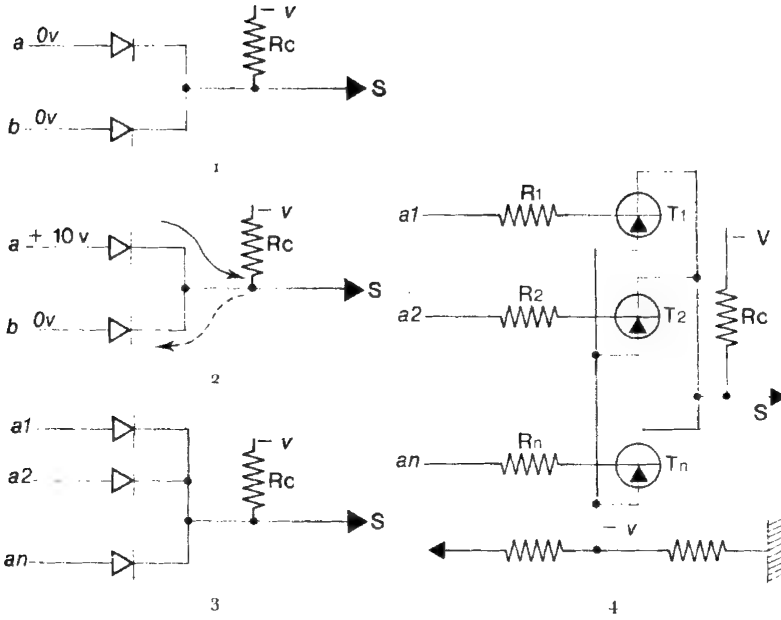 – v
a 0v
Rc
S
b 0v
1
– v
a + 10 v
Rc
S
b 0v
2
a1
– v
a2
Rc
S
an
3
a1
R1
T1
– V
a2
R2
T2
Rc
S
an
Rn
Tn
– v
4